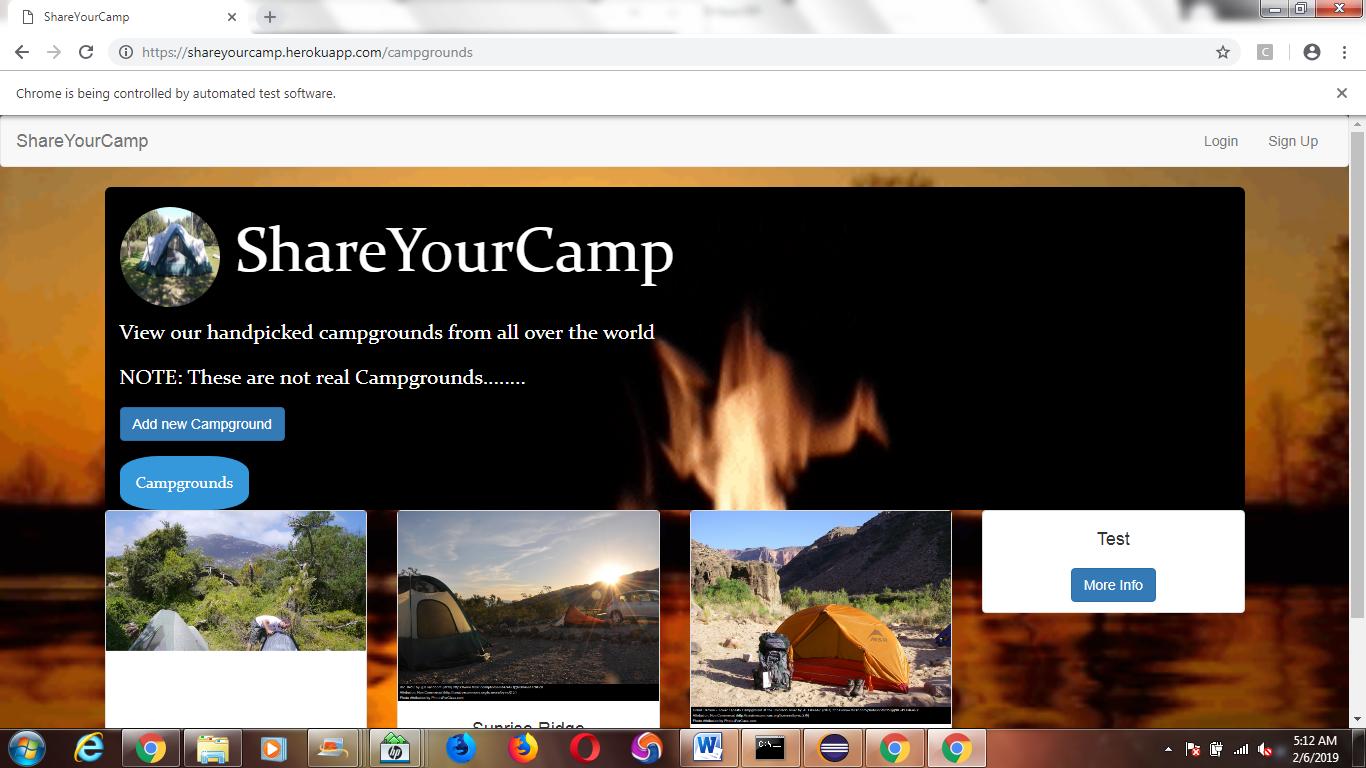 ShareYourCamp
https://shareyourcamp.herokuapp.com/campgrounds
C
Chrome is being controlled by automated test software.
ShareYourCamp
Login
Sign Up
ShareYourCamp
View our handpicked campgrounds from all over the world
NOTE: These are not real Campgrounds........
Add new Campground
Campgrounds
Test
More Info
Sunrise Ridge
hp
W
C:\
5:12 AM
2/6/2019